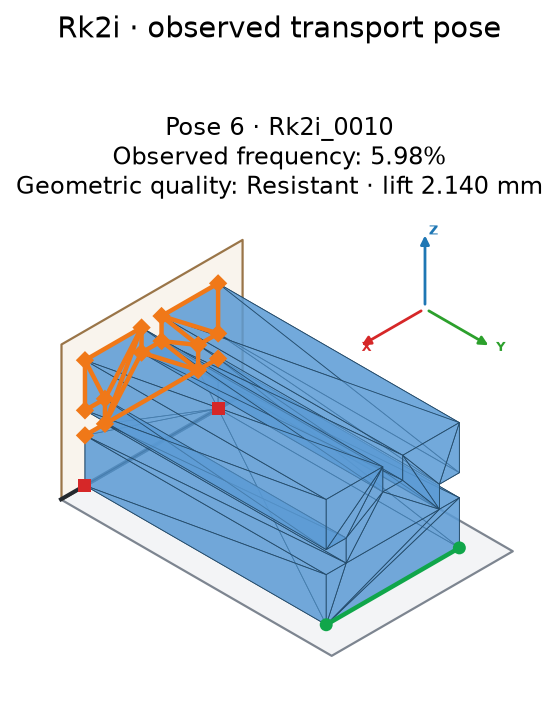 Rk2i · observed transport pose
Pose 6 · Rk2i_0010
Observed frequency: 5.98%
Geometric quality: Resistant · lift 2.140 mm
Z
X
Y